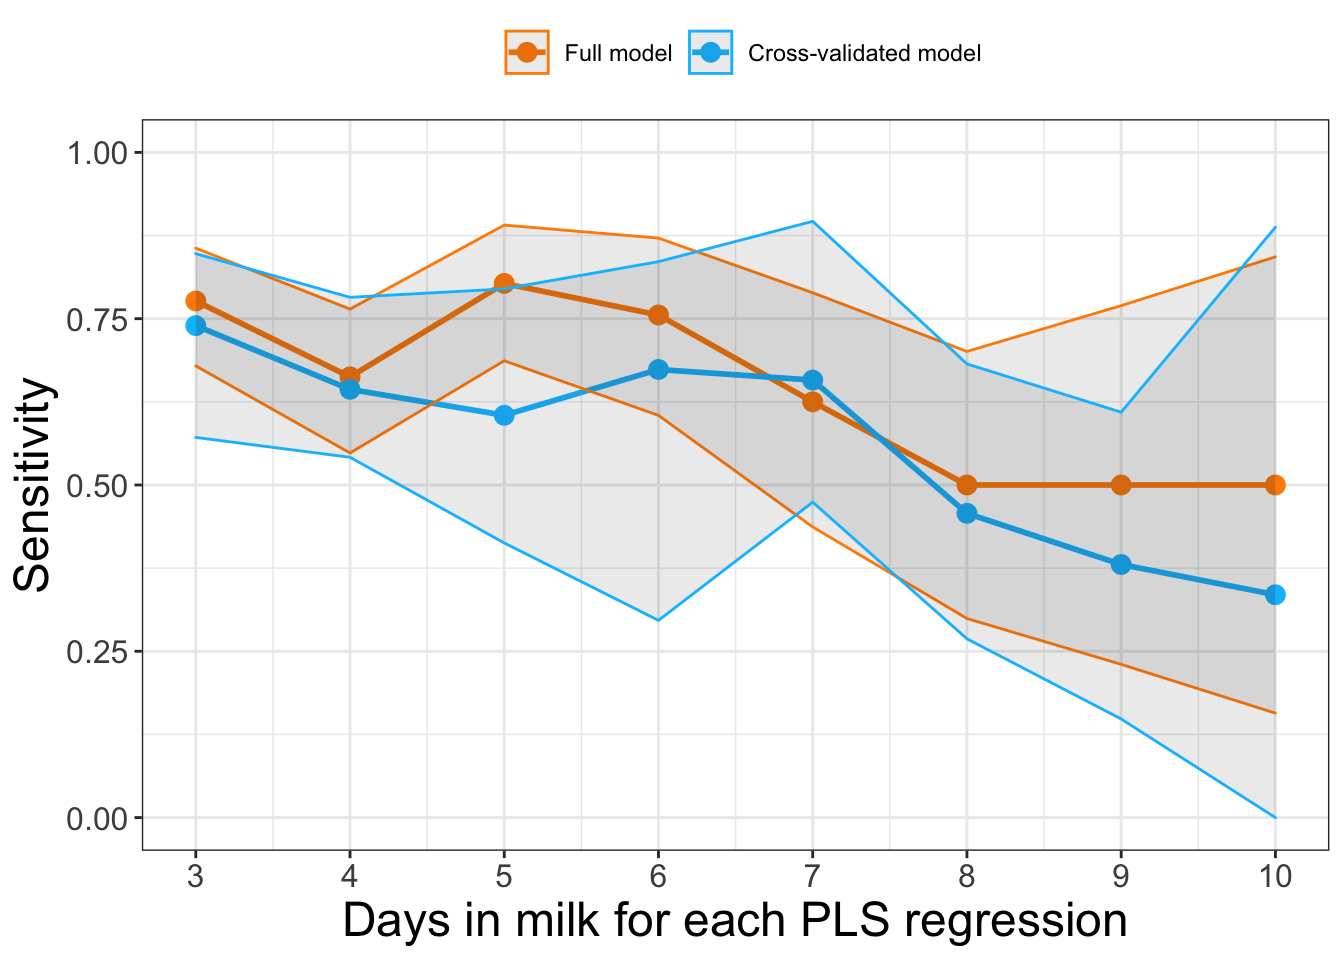 Full model Cross-validated model
1.00
0.75
0.50
0.25
0.00
Sensitivity
3 4 5 6 7 8 9 10
Days in milk for each PLS regression